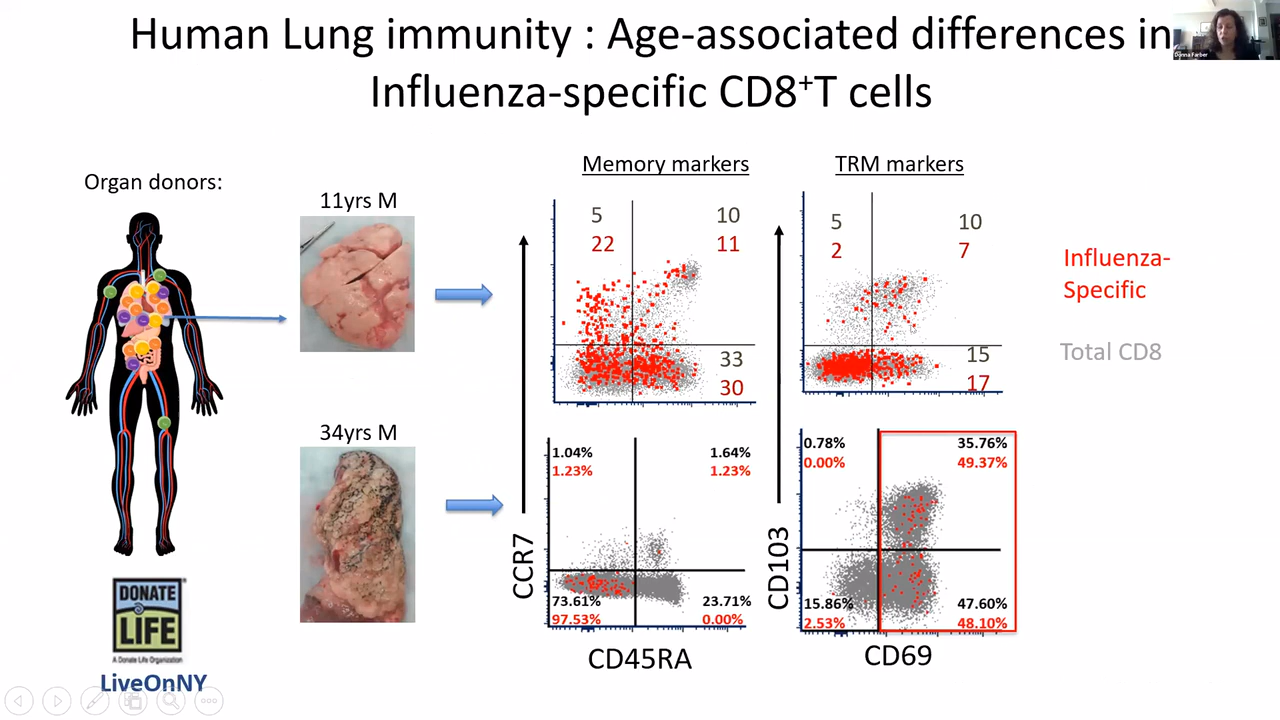 Human Lung immunity : Age-associated differences in
Influenza-specific CD8+T cells
Donna Farber
Organ donors:
11yrs M
34yrs M
DONATE
LIFE
®
A Donate Life Organization
LiveOnNY
Memory markers
5
10
22
11
33
30
1.04%
1.64%
1.23%
1.23%
73.61%
23.71%
97.53%
0.00%
CCR7
CD45RA
TRM markers
5
10
2
7
15
17
0.78%
35.76%
0.00%
49.37%
15.86%
47.60%
2.53%
48.10%
CD103
CD69
Influenza-
Specific
Total CD8